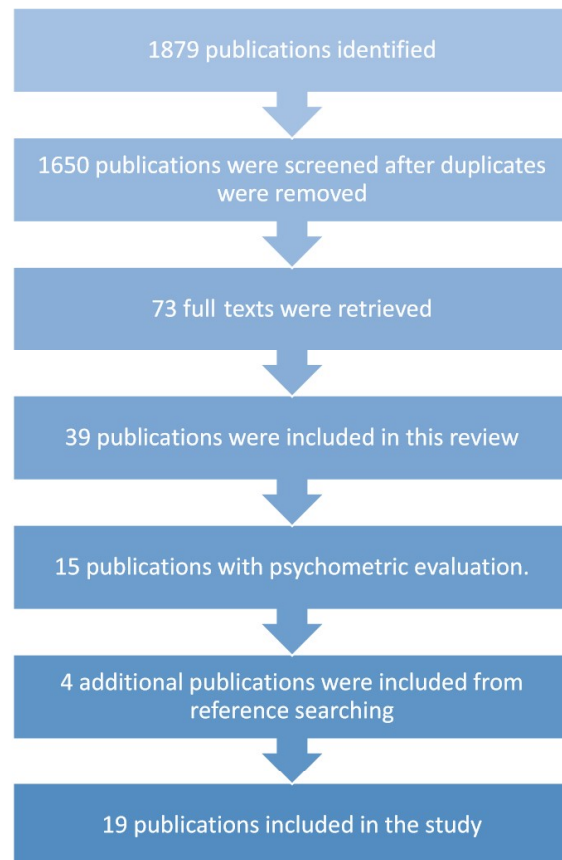 1879 publications identified
1650 publications were screened after duplicates
were removed
73 full texts were retrieved
39 publications were included in this review
15 publications with psychometric evaluation.
4 additional publications were included from
reference searching
19 publications included in the study